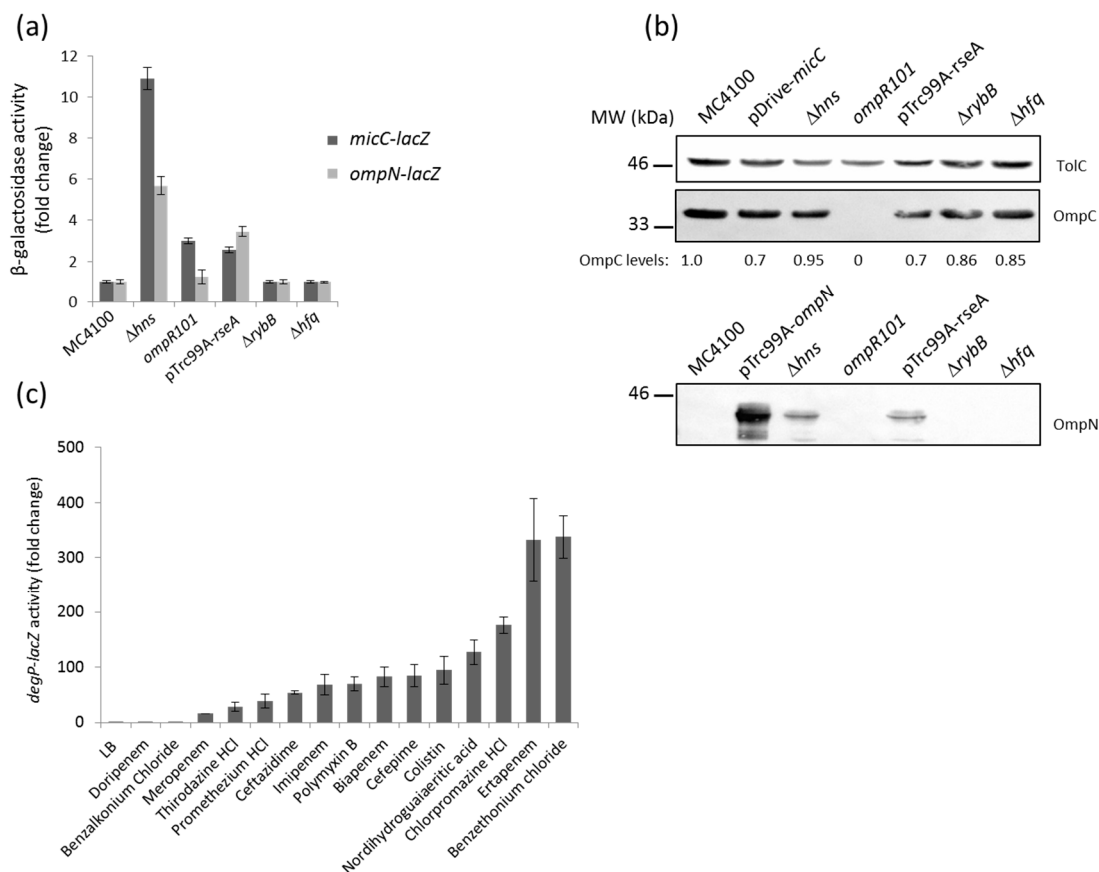 (a)
12
10
8
6
4
2
0
β-galactosidase activity
(fold change)
micC-lacZ
ompN-lacZ
MC4100
Δhns
ompR101
pTrc99A-rseA
ΔrybB
Δhfq
(b)
MW (kDa)
MC4100
pDrive-micC
Δhns
ompR101
pTrc99A-rseA
ΔrybB
Δhfq
46
TolC
33
OmpC
OmpC levels: 1.0 0.7 0.95 0 0.7 0.86 0.85
MC4100
pTrc99A-ompN
Δhns
ompR101
pTrc99A-rseA
ΔrybB
Δhfq
46
OmpN
(c)
500
400
300
200
100
0
degP-lacZ activity (fold change)
LB
Doripenem
Benzalkonium Chloride
Meropenem
Thirodazine HCl
Promethezium HCl
Ceftazidime
Imipenem
Polymyxin B
Biapenem
Cefepime
Colistin
Nordihydroguaiaeritic acid
Chlorpromazine HCl
Ertapenem
Benzethonium chloride